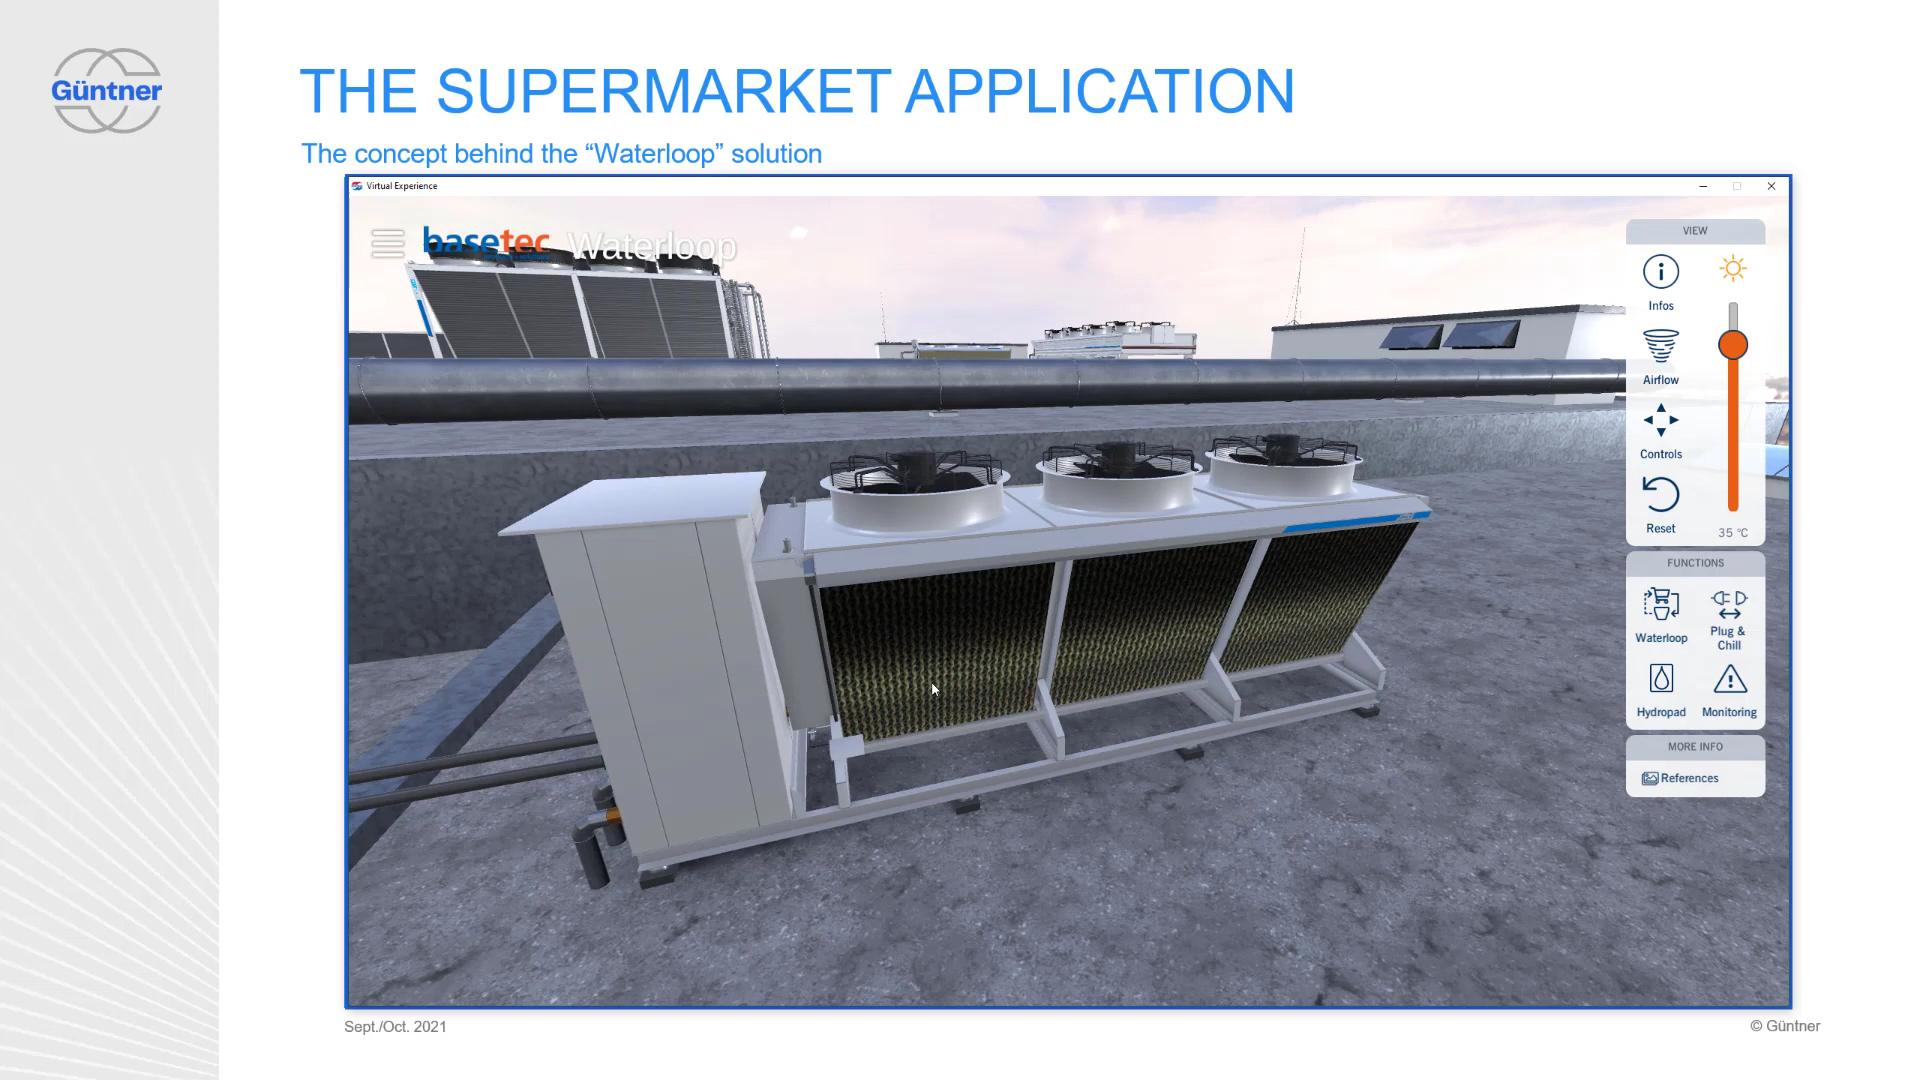 Güntner
THE SUPERMARKET APPLICATION
The concept behind the “Waterloop” solution
Virtual Experience
basetec Waterloop
VIEW
Infos
Airflow
Controls
Reset
35 °C
FUNCTIONS
Waterloop
Plug &
Chill
Hydropad
Monitoring
MORE INFO
References
Sept./Oct. 2021
© Güntner